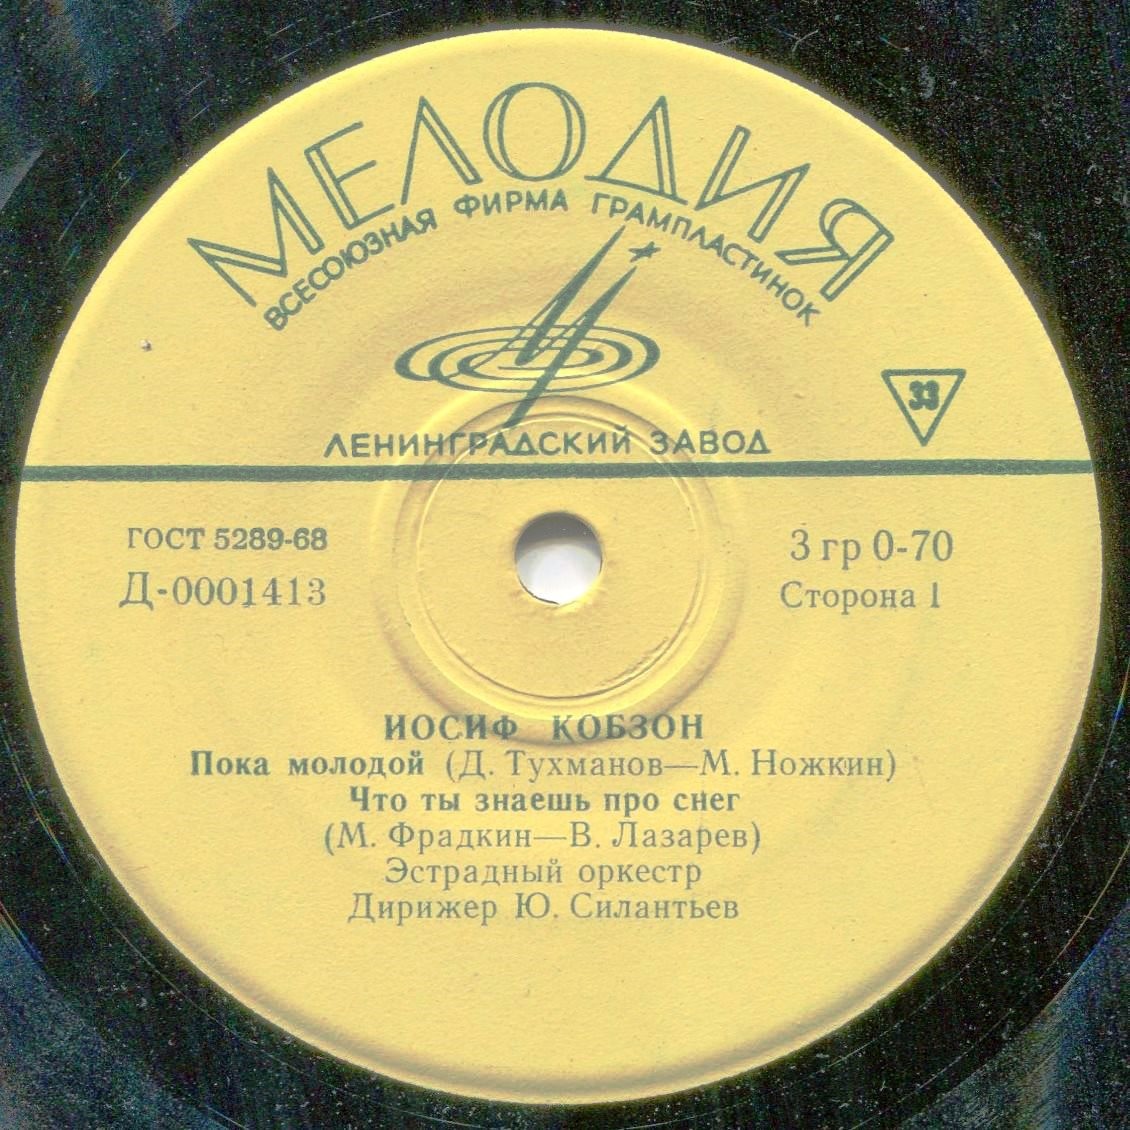 МЕЛОДИЯ
ВСЕСОЮЗНАЯ ФИРМА ГРАМПЛАСТИНОК
33
ЛЕНИНГРАДСКИЙ ЗАВОД
ГОСТ 5289-68
3 гр 0-70
Д-0001413
Сторона 1
ИОСИФ КОБЗОН
Пока молодой (Д. Тухманов—М. Ножкин)
Что ты знаешь про снег
(М. Фрадкин—В. Лазарев)
Эстрадный оркестр
Дирижер Ю. Силантьев